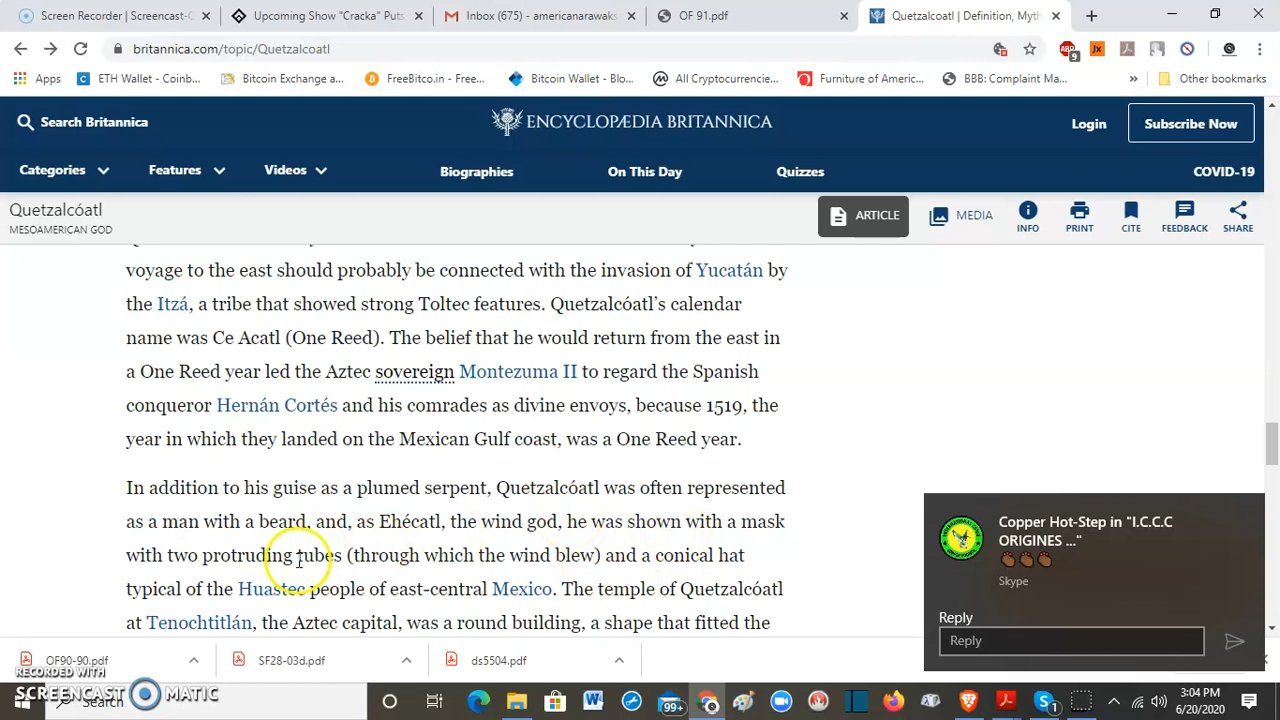 Screen Recorder | Screencast-O
Upcoming Show "Cracka" Puts
Inbox (675) - americanarawaks
OF 91.pdf
Quetzalcoatl | Definition, Myth
britannica.com/topic/Quetzalcoatl
9
Apps
ETH Wallet - Coinb...
Bitcoin Exchange a...
FreeBitco.in - Free...
Bitcoin Wallet - Blo...
All Cryptocurrencie...
Furniture of Americ...
BBB: Complaint Ma...
Other bookmarks
Search Britannica
ENCYCLOPÆDIA BRITANNICA
Login
Subscribe Now
Categories
Features
Videos
Biographies
On This Day
Quizzes
COVID-19
Quetzalcóatl
MESOAMERICAN GOD
ARTICLE
MEDIA
INFO
PRINT
CITE
FEEDBACK
SHARE
voyage to the east should probably be connected with the invasion of Yucatán by
the Itzá, a tribe that showed strong Toltec features. Quetzalcóatl's calendar
name was Ce Acatl (One Reed). The belief that he would return from the east in
a One Reed year led the Aztec sovereign Montezuma II to regard the Spanish
conqueror Hernán Cortés and his comrades as divine envoys, because 1519, the
year in which they landed on the Mexican Gulf coast, was a One Reed year.
In addition to his guise as a plumed serpent, Quetzalcóatl was often represented
as a man with a beard, and, as Ehécatl, the wind god, he was shown with a mask
with two protruding tubes (through which the wind blew) and a conical hat
typical of the Huastec people of east-central Mexico. The temple of Quetzalcóatl
at Tenochtitlán, the Aztec capital, was a round building, a shape that fitted the
Copper Hot-Step in "I.C.C.C
ORIGINES ..."
Skype
Reply
Reply
OF90-90.pdf
SF28-03d.pdf
ds5504.pdf
RECORDED WITH
SCREENCAST MATIC
Search
99+
1
3:04 PM
6/20/2020